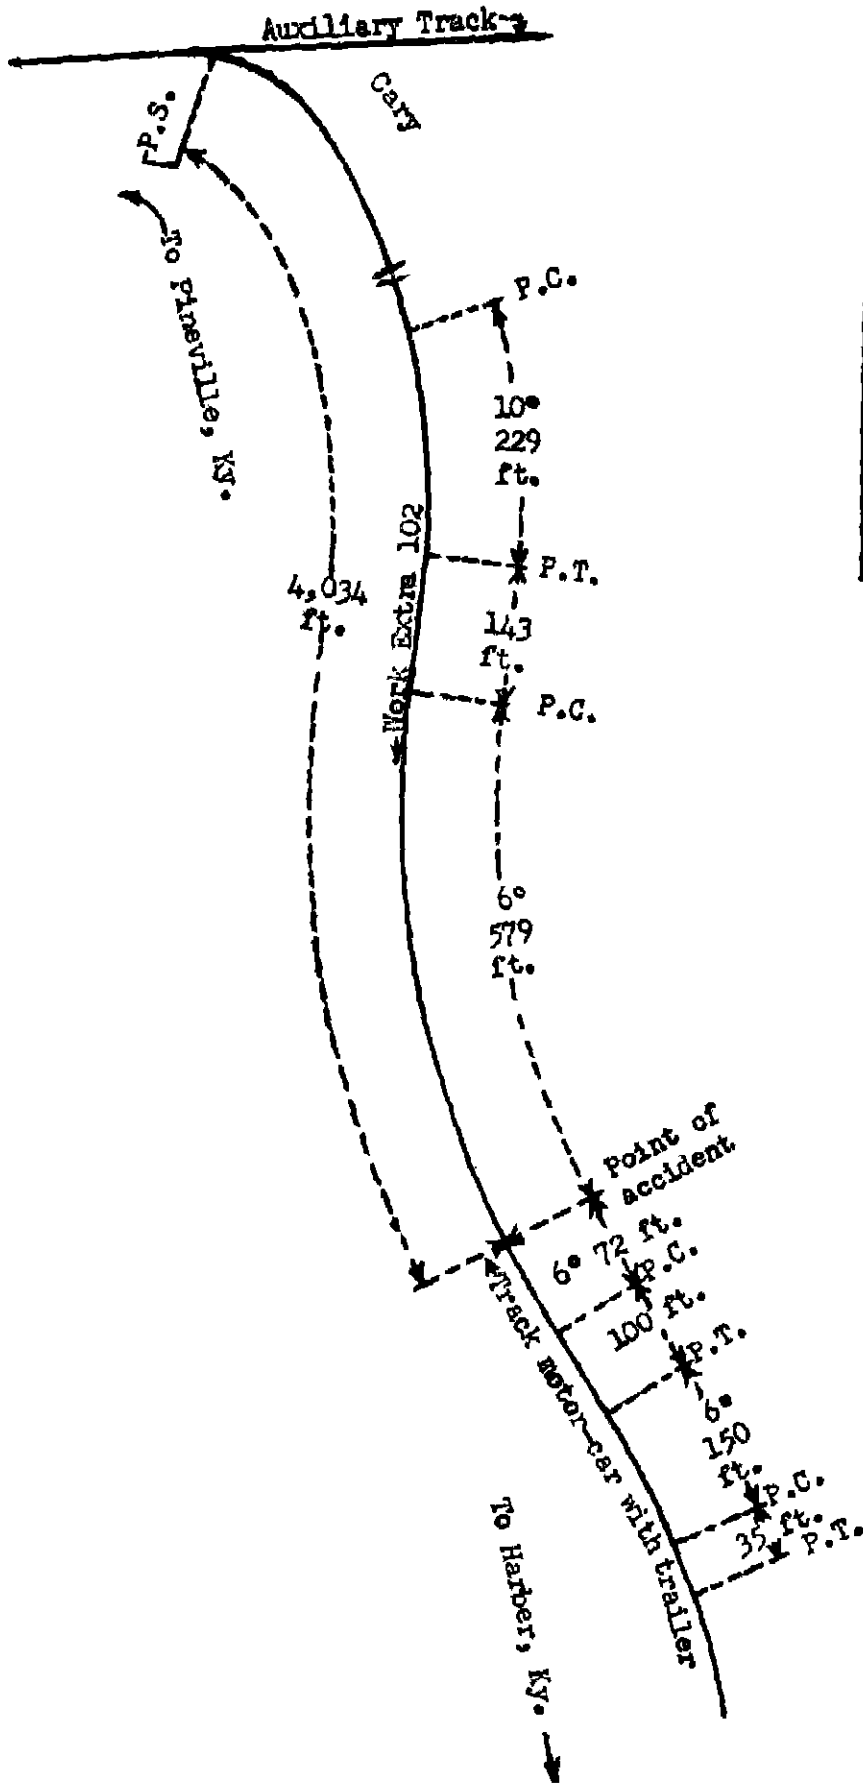 Auxiliary Track
Cary
P.S.
To Pineville, Ky.
P.C.
10°
229
ft.
P.T.
4,034
ft.
Work Extra 102
143
ft.
P.C.
6°
579
ft.
Point of
accident
6° 72 ft.
P.C.
100 ft.
P.T.
6°
150
ft.
P.C.
35 ft.
P.T.
Track motor-car with trailer
To Harber, Ky.